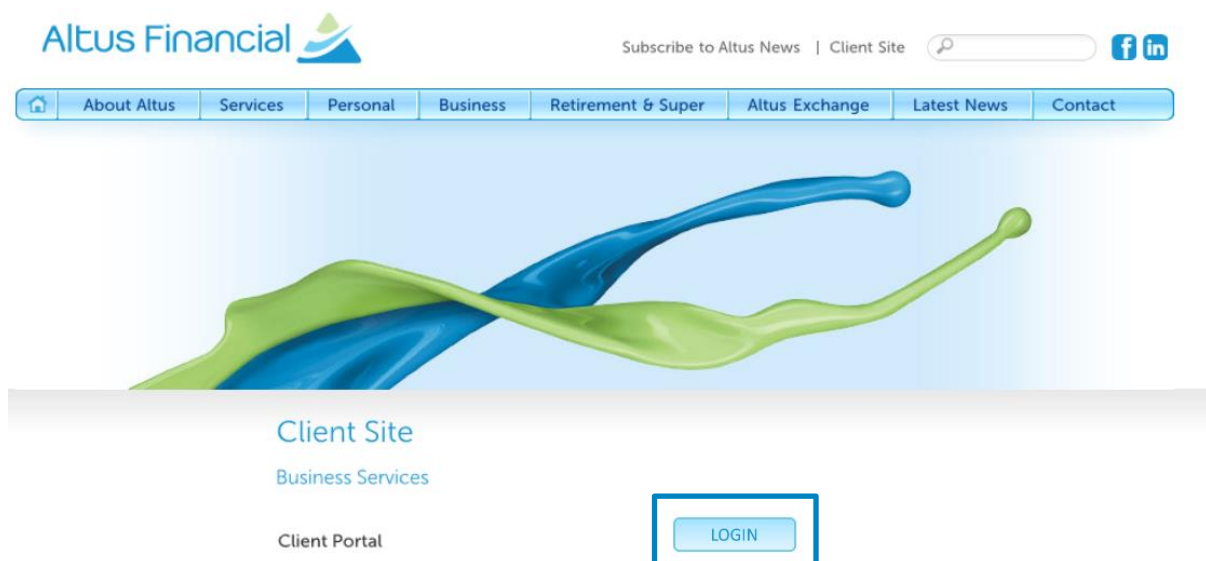 Altus Financial
Subscribe to Altus News | Client Site
f in
About Altus Services Personal Business Retirement & Super Altus Exchange Latest News Contact
Client Site
Business Services
Client Portal LOGIN